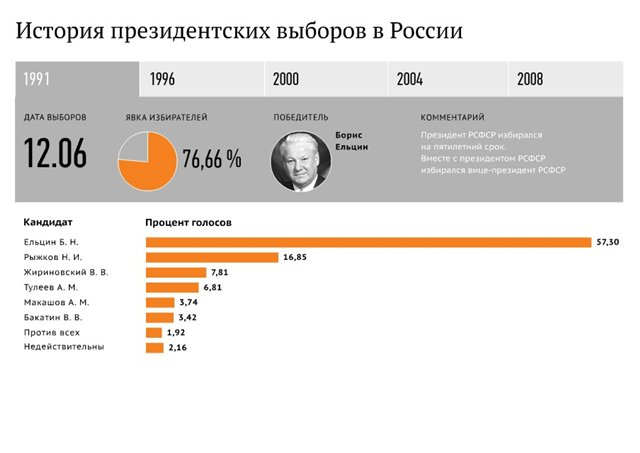 История президентских выборов в России
1991
1996
2000
2004
2008
ДАТА ВЫБОРОВ
12.06
ЯВКА ИЗБИРАТЕЛЕЙ
76,66 %
ПОБЕДИТЕЛЬ
Борис
Ельцин
КОММЕНТАРИЙ
Президент РСФСР избирался
на пятилетний срок.
Вместе с президентом РСФСР
избирался вице-президент РСФСР
Кандидат Процент голосов
Ельцин Б. Н. 57,30
Рыжков Н. И. 16,85
Жириновский В. В. 7,81
Тулеев А. М. 6,81
Макашов А. М. 3,74
Бакатин В. В. 3,42
Против всех 1,92
Недействительны 2,16